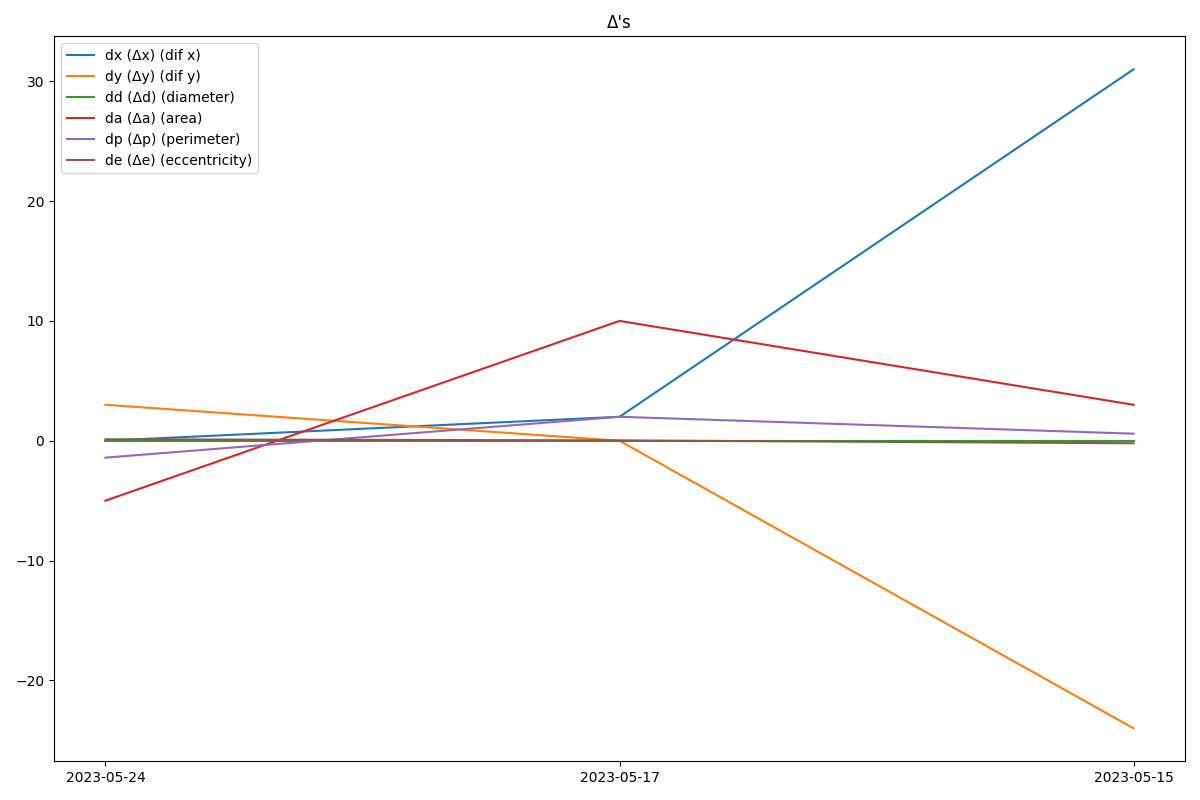 Δ's
dx (Δx) (dif x)
dy (Δy) (dif y)
dd (Δd) (diameter)
da (Δa) (area)
dp (Δp) (perimeter)
de (Δe) (eccentricity)
30
20
10
0
−10
−20
2023-05-24
2023-05-17
2023-05-15